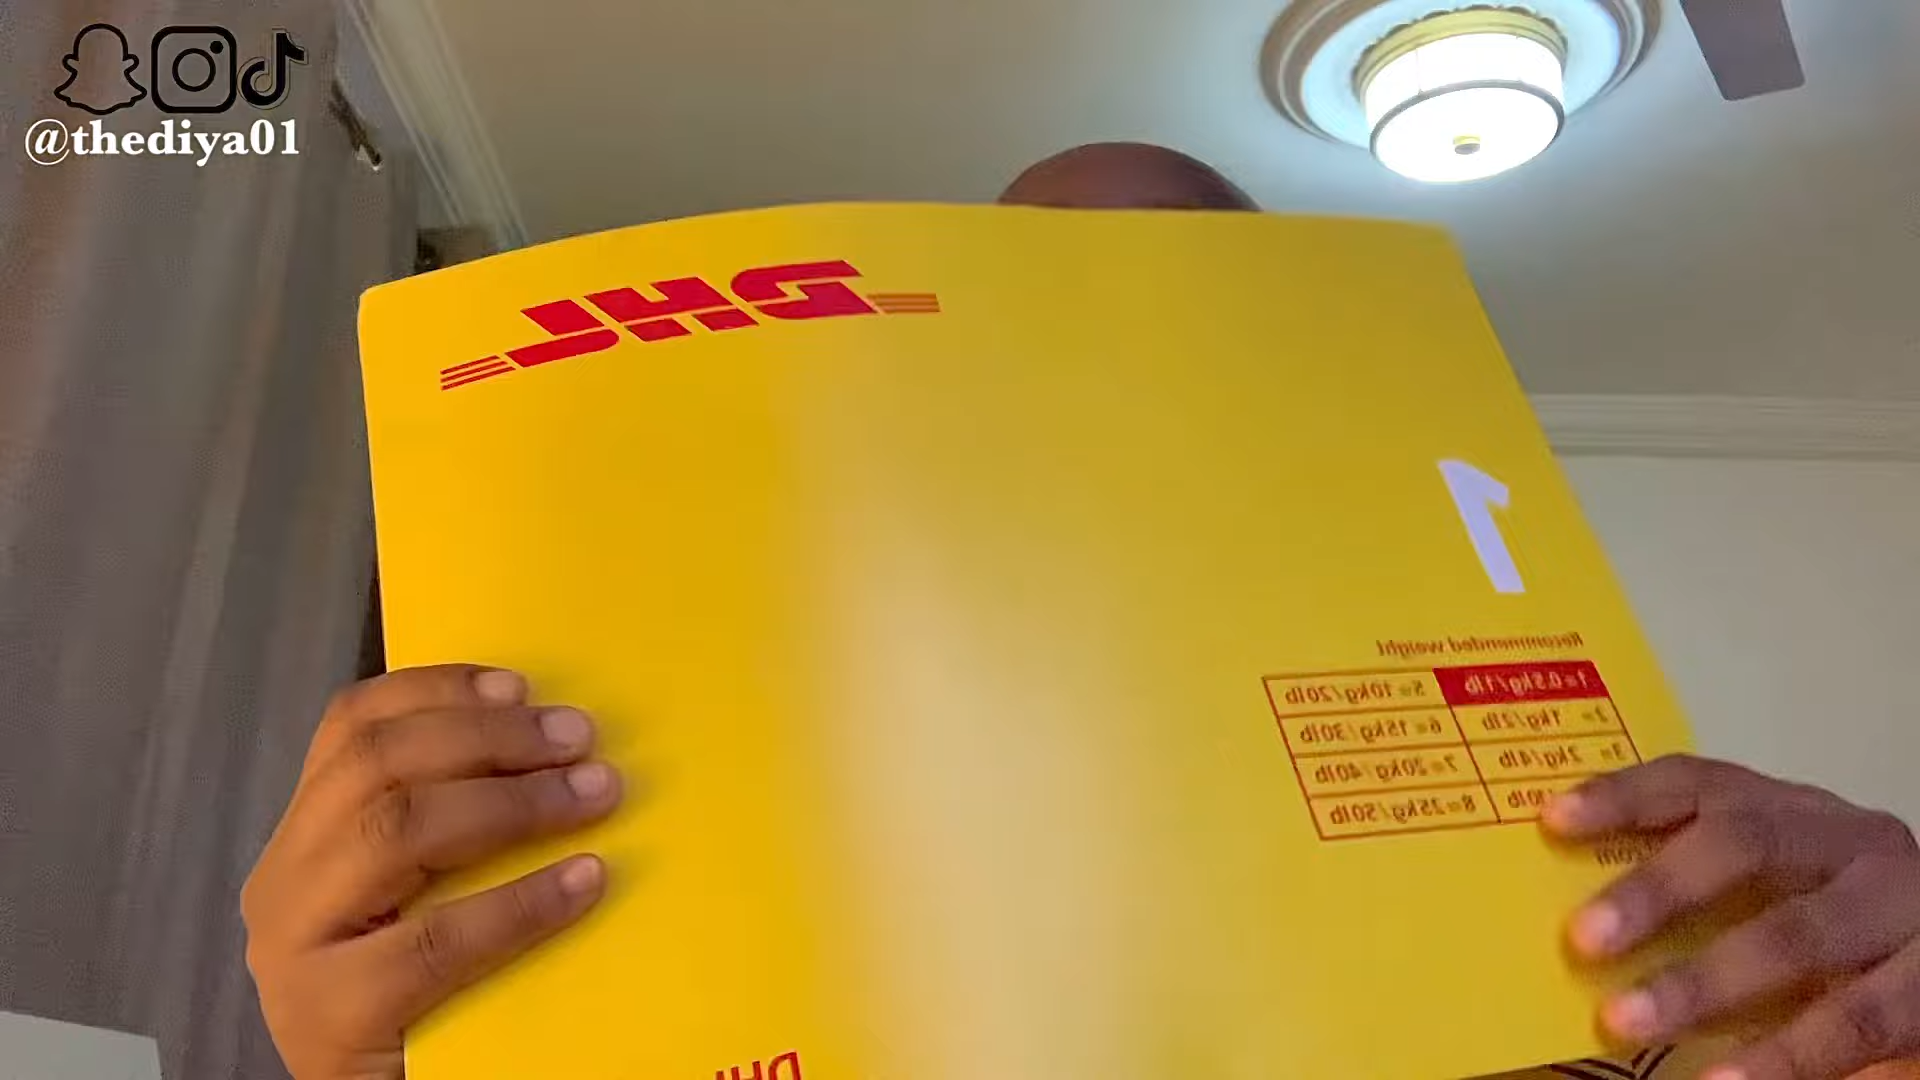 @thediya01
DHL
1
Recommended weight
1=0.5kg/1lb 5=10kg/20lb
2= 1kg/2lb 6=15kg/30lb
3= 2kg/4lb 7=20kg/40lb
10lb 8=25kg/50lb